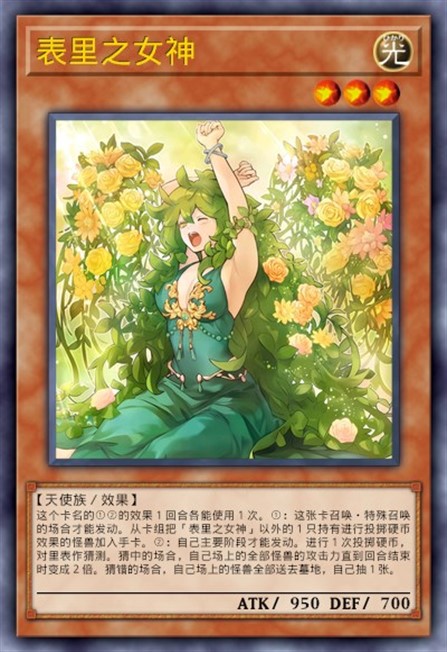 表里之女神
光
【天使族 / 效果】
这个卡名的①②的效果1回合各能使用1次。①：这张卡召唤·特殊召唤
的场合才能发动。从卡组把「表里之女神」以外的1只持有进行投掷硬币
效果的怪兽加入手卡。②：自己主要阶段才能发动。进行1次投掷硬币，
对里表作猜测。猜中的场合，自己场上的全部怪兽的攻击力直到回合结束
时变成2倍。猜错的场合，自己场上的怪兽全部送去墓地，自己抽1张。
ATK/ 950 DEF/ 700